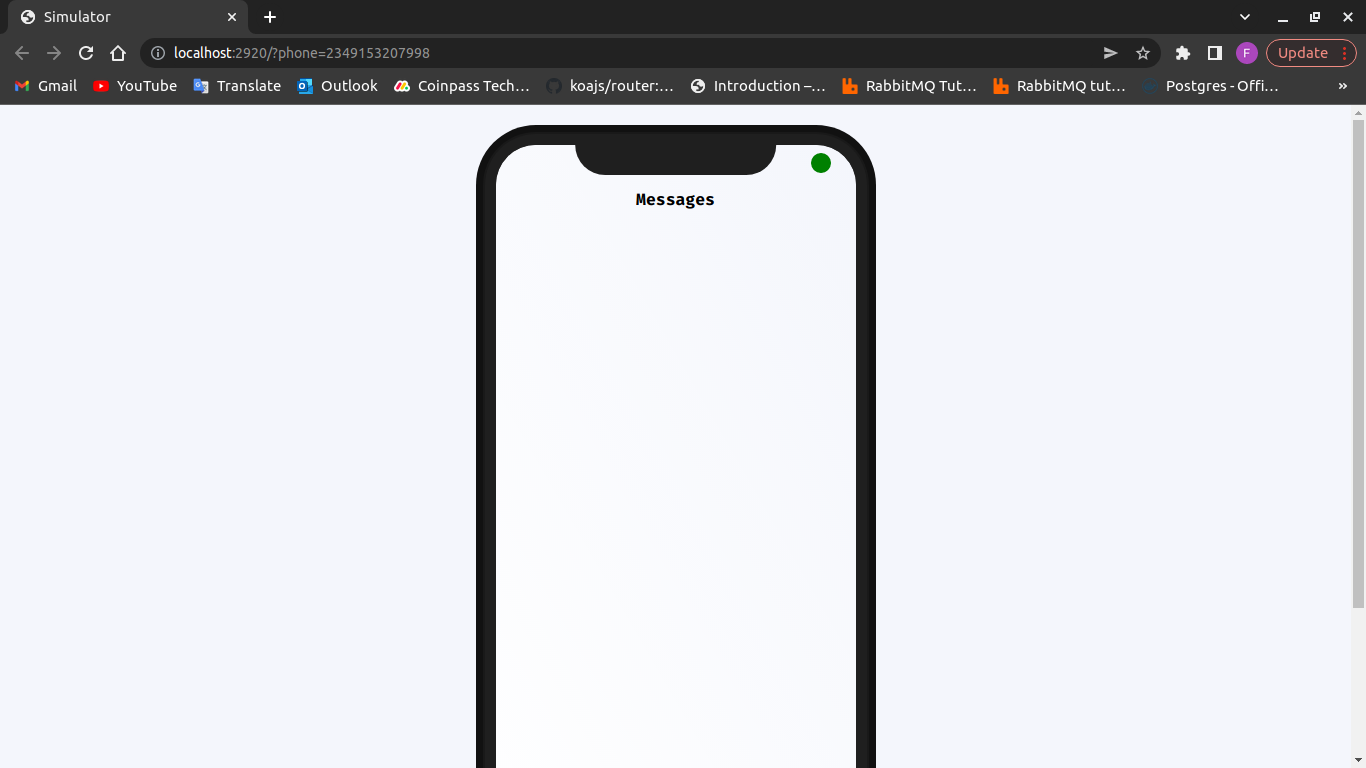 Simulator
localhost:2920/?phone=2349153207998
F
Update
Gmail YouTube Translate Outlook Coinpass Tech… koajs/router:… Introduction –… RabbitMQ Tut… RabbitMQ tut… Postgres - Offi… »
Messages